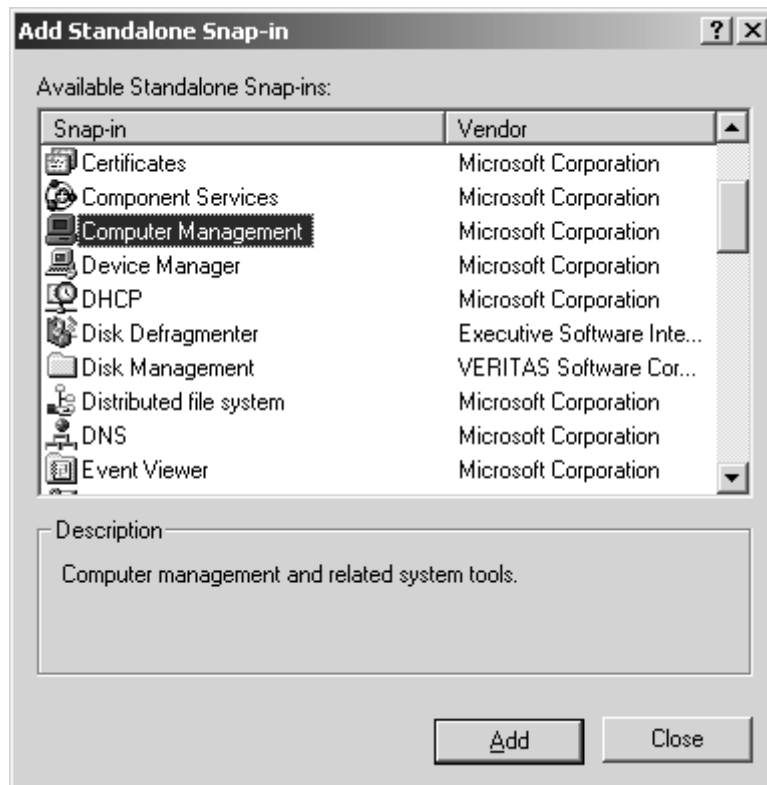 Add Standalone Snap-in
Available Standalone Snap-ins:
Snap-in Vendor
Certificates Microsoft Corporation
Component Services Microsoft Corporation
Computer Management Microsoft Corporation
Device Manager Microsoft Corporation
DHCP Microsoft Corporation
Disk Defragmenter Executive Software Inte...
Disk Management VERITAS Software Cor...
Distributed file system Microsoft Corporation
DNS Microsoft Corporation
Event Viewer Microsoft Corporation
Description
Computer management and related system tools.
Add Close